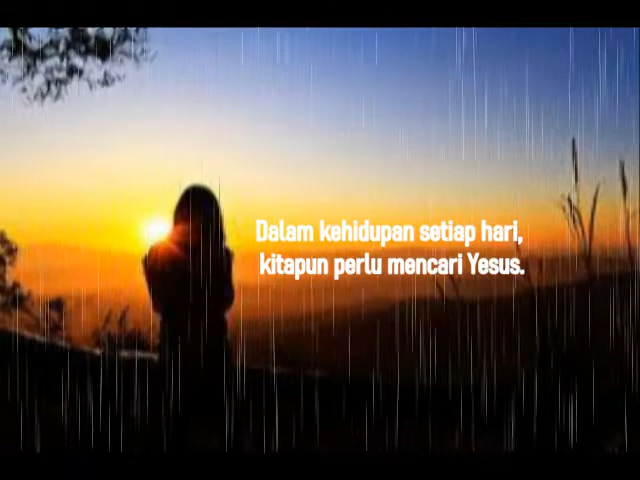 Dalam kehidupan setiap hari,
kitapun perlu mencari Yesus.